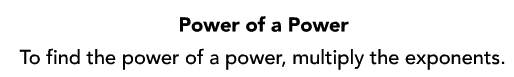 Power of a Power
To find the power of a power, multiply the exponents.